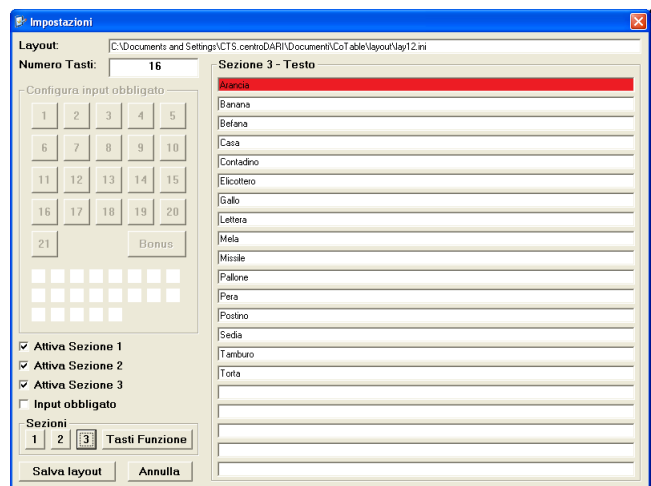 Impostazioni
Layout: C:\Documents and Settings\CTS.centroDARI\Documenti\CoTable\layout\lay12.ini
Numero Tasti: 16
Configura input obbligato
1 2 3 4 5
6 7 8 9 10
11 12 13 14 15
16 17 18 19 20
21 Bonus
Attiva Sezione 1
Attiva Sezione 2
Attiva Sezione 3
Input obbligato
Sezioni
1 2 3 Tasti Funzione
Salva layout Annulla
Sezione 3 - Testo
Arancia
Banana
Befana
Casa
Contadino
Elicottero
Gallo
Lettera
Mela
Missile
Pallone
Pera
Postino
Sedia
Tamburo
Torta